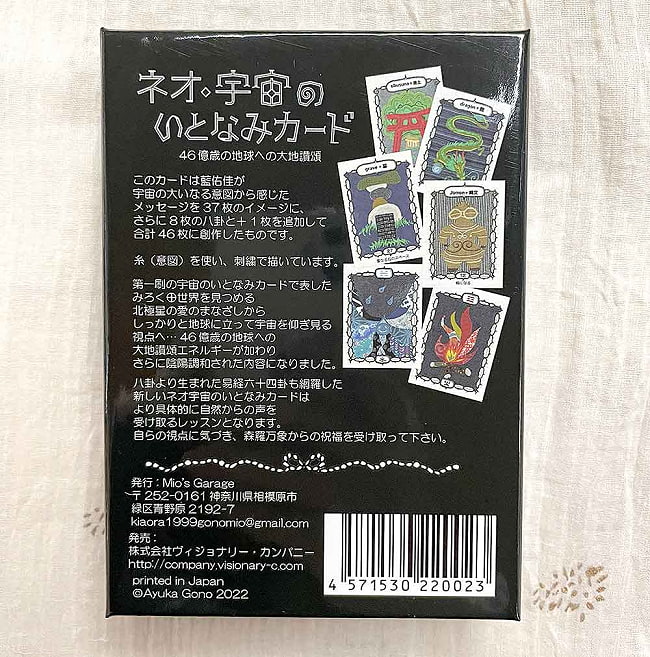 ネオ・宇宙の
いとなみカード
46億歳の地球への大地讃頌
このカードは藍佑佳が
宇宙の大いなる意図から感じた
メッセージを37枚のイメージに、
さらに8枚の八卦と+1枚を追加して
合計46枚に創作したものです。
糸(意図)を使い、刺繍で描いています。
第一刷の宇宙のいとなみカードで表した
みろく世界を見つめる
北極星の愛のまなざしから
しっかりと地球に立って宇宙を仰ぎ見る
視点へ…46億歳の地球への
大地讃頌エネルギーが加わり
さらに陰陽調和された内容になりました。
八卦より生まれた易経六十四卦も網羅した
新しいネオ宇宙のいとなみカードは
より具体的に自然からの声を
受け取るレッスンとなります。
自らの視点に気づき、森羅万象からの祝福を受け取って下さい。
dragon・龍
grave・墓
Jomon・縄文
発行:Mio's Garage
〒252-0161 神奈川県相模原市
緑区青野原 2192-7
kiaora1999gonomio@gmail.com
発売:
株式会社ヴィジョナリー・カンパニー
http://company.visionary-c.com
printed in Japan
©Ayuka Gono 2022
4 571530 220023